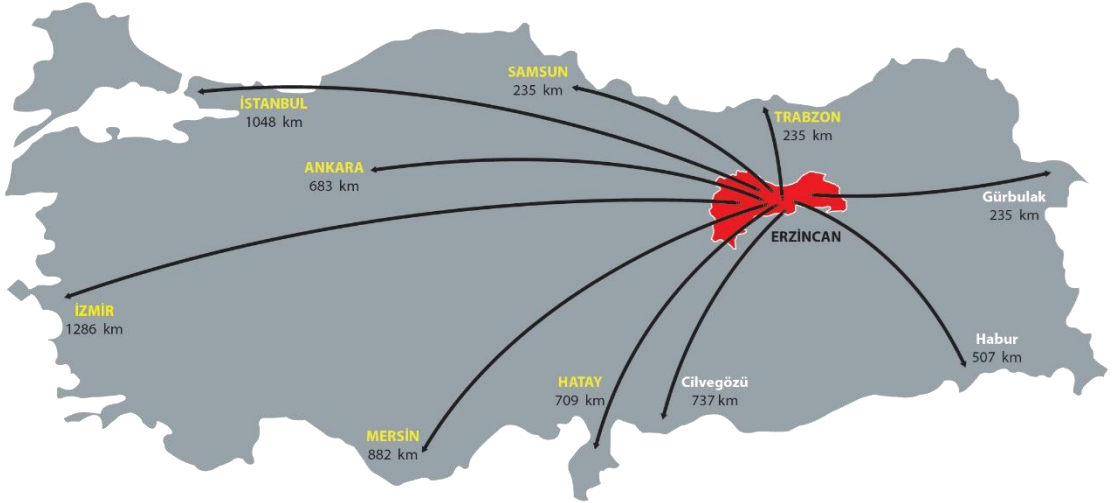 SAMSUN
235 km
İSTANBUL
1048 km
TRABZON
235 km
ANKARA
683 km
Gürbulak
235 km
ERZİNCAN
İZMİR
1286 km
Habur
507 km
HATAY
709 km
Cilvegözü
737 km
MERSİN
882 km